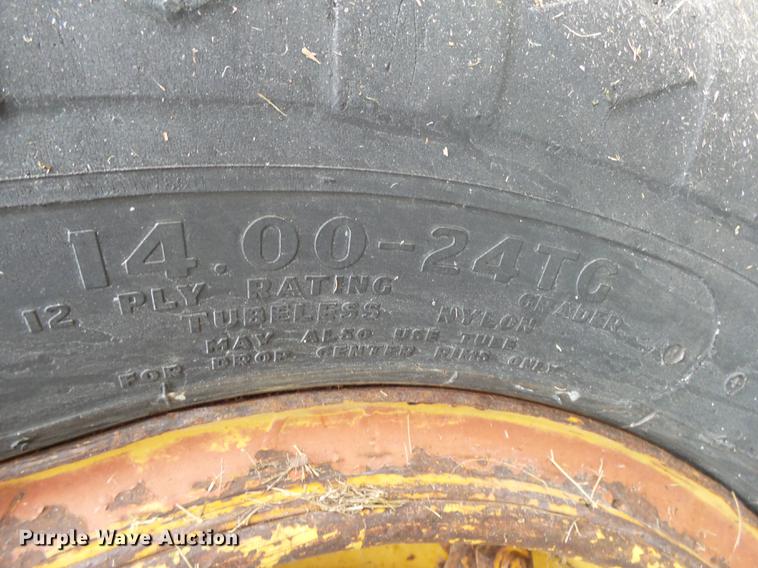 14.00-24TG
12 PLY RATING GRADER
TUBELESS NYLON
MAY ALSO USE TUBE
FOR DROP CENTER RIMS ONLY
Purple Wave Auction